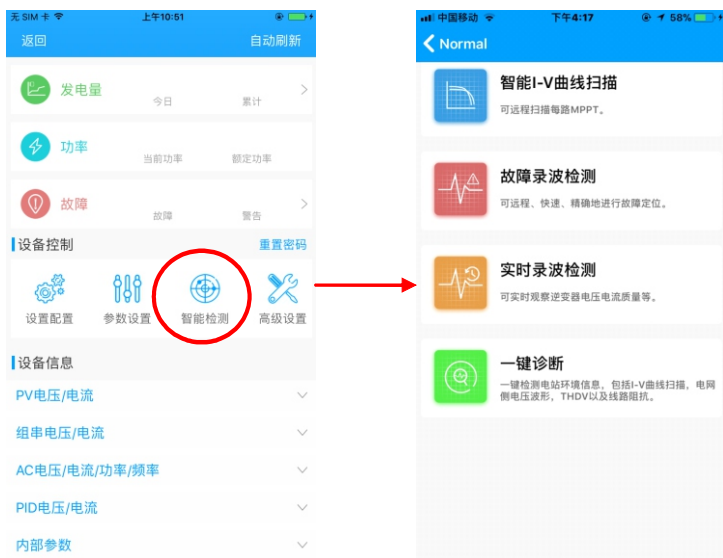 无 SIM 卡
上午10:51
返回
自动刷新
发电量
今日
累计
功率
当前功率
额定功率
故障
故障
警告
设备控制
重置密码
设置配置
参数设置
智能检测
高级设置
设备信息
PV电压/电流
组串电压/电流
AC电压/电流/功率/频率
PID电压/电流
内部参数
中国移动
下午4:17
58%
Normal
智能I-V曲线扫描
可远程扫描每路MPPT。
故障录波检测
可远程、快速、精确地进行故障定位。
实时录波检测
可实时观察逆变器电压电流质量等。
一键诊断
一键检测电站环境信息，包括I-V曲线扫描，电网
侧电压波形，THDV以及线路阻抗。